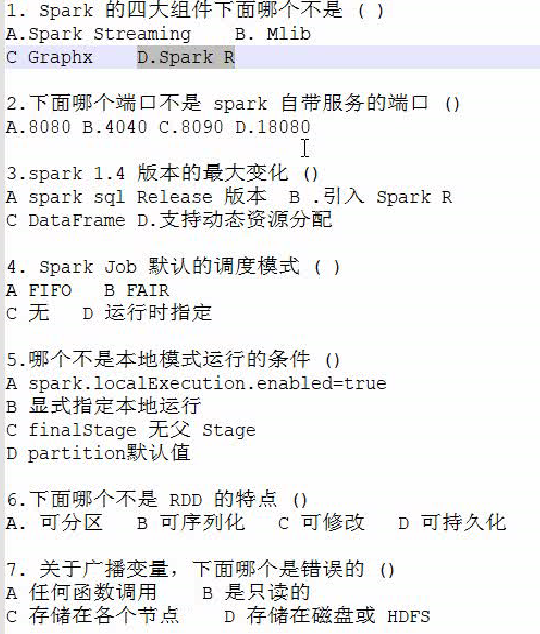 1. Spark 的四大组件下面哪个不是 ( )
A.Spark Streaming    B. Mlib
C Graphx    D.Spark R
2.下面哪个端口不是 spark 自带服务的端口 ()
A.8080 B.4040 C.8090 D.18080
3.spark 1.4 版本的最大变化 ()
A spark sql Release 版本  B .引入 Spark R
C DataFrame D.支持动态资源分配
4. Spark Job 默认的调度模式 ( )
A FIFO   B FAIR
C 无   D 运行时指定
5.哪个不是本地模式运行的条件 ()
A spark.localExecution.enabled=true
B 显式指定本地运行
C finalStage 无父 Stage
D partition默认值
6.下面哪个不是 RDD 的特点 ()
A. 可分区   B 可序列化   C 可修改   D 可持久化
7. 关于广播变量，下面哪个是错误的 ()
A 任何函数调用    B 是只读的
C 存储在各个节点    D 存储在磁盘或 HDFS